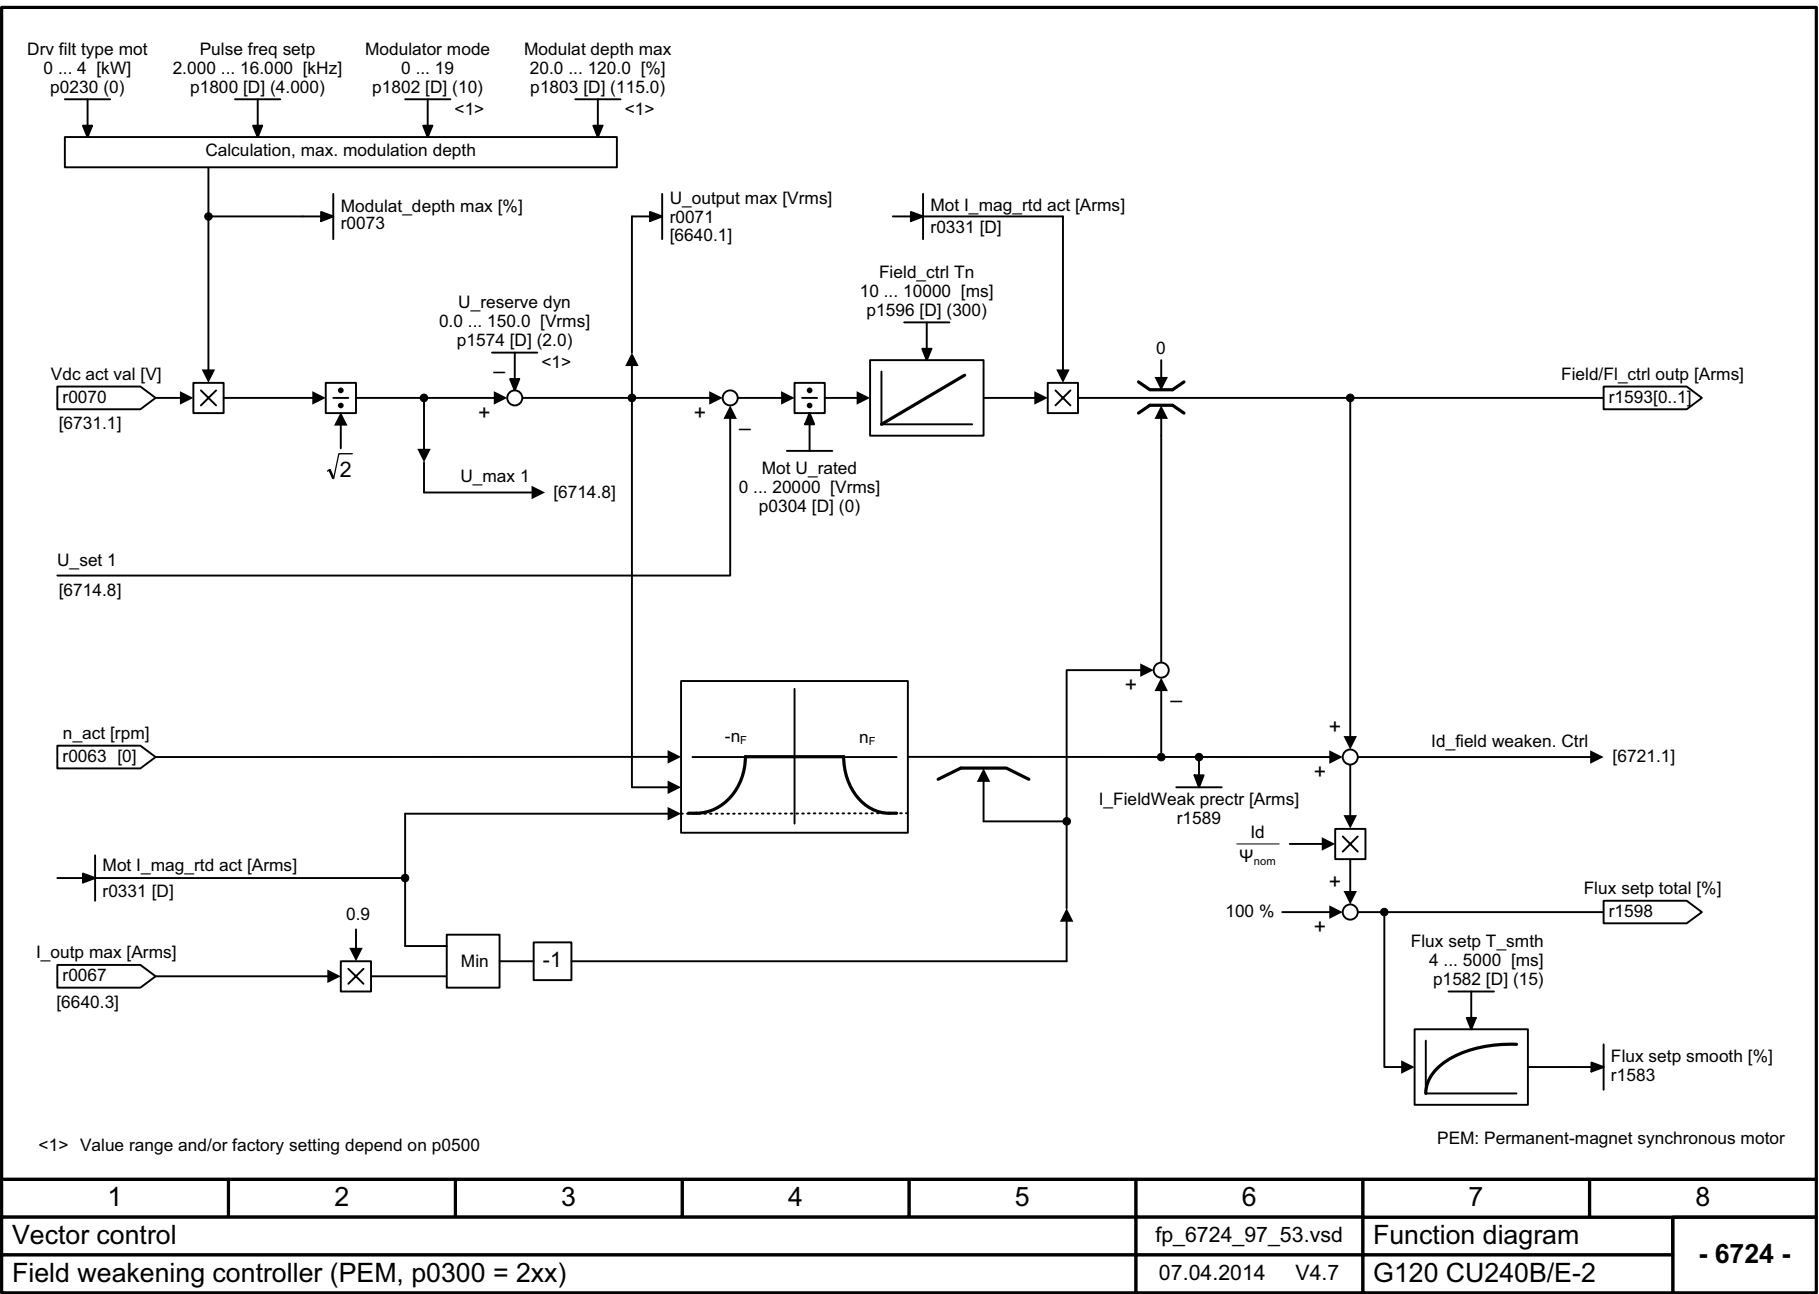 Drv filt type mot
0 ... 4 [kW]
p0230 (0)
Pulse freq setp
2.000 ... 16.000 [kHz]
p1800 [D] (4.000)
Modulator mode
0 ... 19
p1802 [D] (10)
<1>
Modulat depth max
20.0 ... 120.0 [%]
p1803 [D] (115.0)
<1>
Calculation, max. modulation depth
Modulat_depth max [%]
r0073
U_output max [Vrms]
r0071
[6640.1]
Mot I_mag_rtd act [Arms]
r0331 [D]
Field_ctrl Tn
10 ... 10000 [ms]
p1596 [D] (300)
U_reserve dyn
0.0 ... 150.0 [Vrms]
p1574 [D] (2.0)
<1>
–
0
Vdc act val [V]
r0070
[6731.1]
×
÷
√2
+
+
–
÷
×
Field/Fl_ctrl outp [Arms]
r1593[0..1]
U_max 1
[6714.8]
Mot U_rated
0 ... 20000 [Vrms]
p0304 [D] (0)
U_set 1
[6714.8]
+
–
n_act [rpm]
r0063 [0]
-nF
nF
+
+
Id_field weaken. Ctrl
[6721.1]
I_FieldWeak prectr [Arms]
r1589
Id
Ψnom
×
Mot I_mag_rtd act [Arms]
r0331 [D]
+
100 %
+
Flux setp total [%]
r1598
0.9
I_outp max [Arms]
r0067
[6640.3]
×
Min
-1
Flux setp T_smth
4 ... 5000 [ms]
p1582 [D] (15)
Flux setp smooth [%]
r1583
<1> Value range and/or factory setting depend on p0500
PEM: Permanent-magnet synchronous motor
1 2 3 4 5 6 7 8
Vector control
fp_6724_97_53.vsd
Function diagram
- 6724 -
Field weakening controller (PEM, p0300 = 2xx)
07.04.2014 V4.7
G120 CU240B/E-2